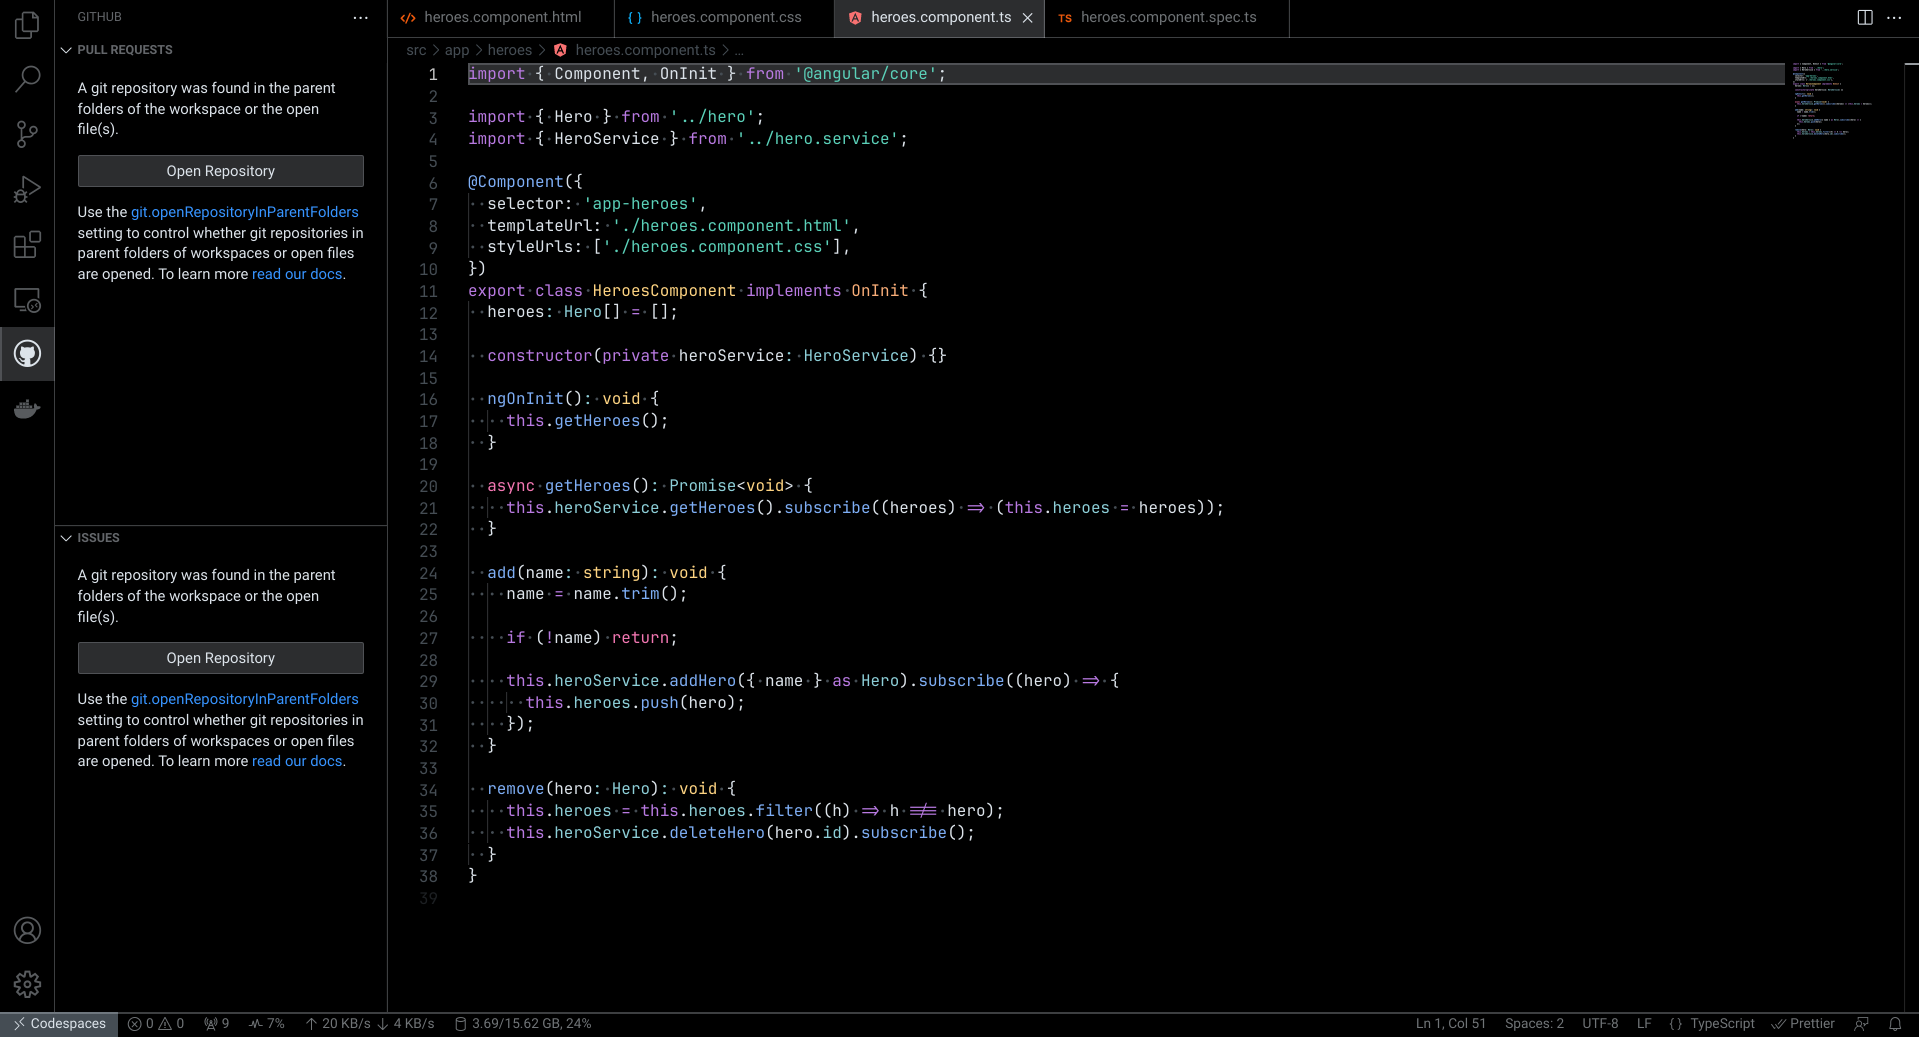 GITHUB
PULL REQUESTS
A git repository was found in the parent
folders of the workspace or the open
file(s).
Open Repository
Use the git.openRepositoryInParentFolders
setting to control whether git repositories in
parent folders of workspaces or open files
are opened. To learn more read our docs.
ISSUES
A git repository was found in the parent
folders of the workspace or the open
file(s).
Open Repository
Use the git.openRepositoryInParentFolders
setting to control whether git repositories in
parent folders of workspaces or open files
are opened. To learn more read our docs.
heroes.component.html
{ } heroes.component.css
heroes.component.ts
TS heroes.component.spec.ts
src > app > heroes > heroes.component.ts > ...
1 import { Component, OnInit } from '@angular/core';
2
3 import { Hero } from '../hero';
4 import { HeroService } from '../hero.service';
5
6 @Component({
7   selector: 'app-heroes',
8   templateUrl: './heroes.component.html',
9   styleUrls: ['./heroes.component.css'],
10 })
11 export class HeroesComponent implements OnInit {
12   heroes: Hero[] = [];
13
14   constructor(private heroService: HeroService) {}
15
16   ngOnInit(): void {
17     this.getHeroes();
18   }
19
20   async getHeroes(): Promise<void> {
21     this.heroService.getHeroes().subscribe((heroes) => (this.heroes = heroes));
22   }
23
24   add(name: string): void {
25     name = name.trim();
26
27     if (!name) return;
28
29     this.heroService.addHero({ name } as Hero).subscribe((hero) => {
30       this.heroes.push(hero);
31     });
32   }
33
34   remove(hero: Hero): void {
35     this.heroes = this.heroes.filter((h) => h !== hero);
36     this.heroService.deleteHero(hero.id).subscribe();
37   }
38 }
39
Codespaces 0 0 9 7% ↑ 20 KB/s ↓ 4 KB/s 3.69/15.62 GB, 24% Ln 1, Col 51 Spaces: 2 UTF-8 LF { } TypeScript Prettier